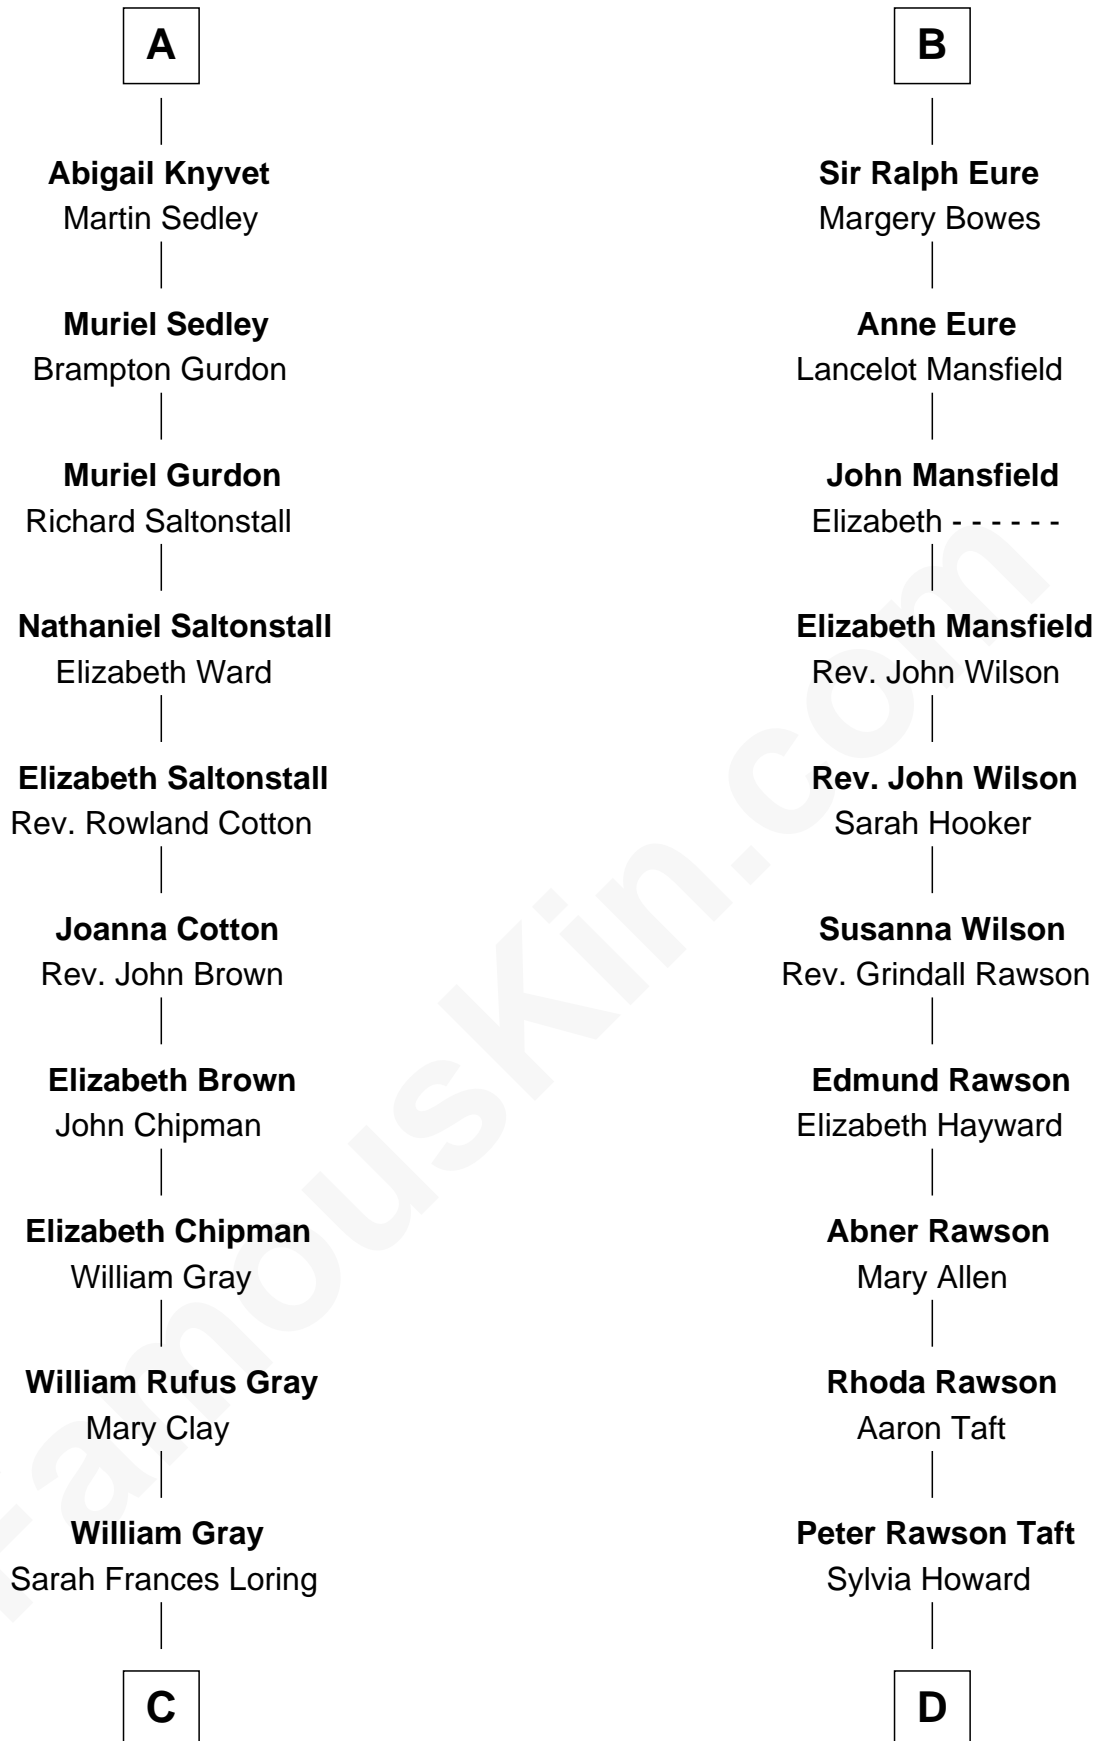 A
Abigail Knyvet
Martin Sedley
Muriel Sedley
Brampton Gurdon
Muriel Gurdon
Richard Saltonstall
Nathaniel Saltonstall
Elizabeth Ward
Elizabeth Saltonstall
Rev. Rowland Cotton
Joanna Cotton
Rev. John Brown
Elizabeth Brown
John Chipman
Elizabeth Chipman
William Gray
William Rufus Gray
Mary Clay
William Gray
Sarah Frances Loring
C
B
Sir Ralph Eure
Margery Bowes
Anne Eure
Lancelot Mansfield
John Mansfield
Elizabeth - - - - - -
Elizabeth Mansfield
Rev. John Wilson
Rev. John Wilson
Sarah Hooker
Susanna Wilson
Rev. Grindall Rawson
Edmund Rawson
Elizabeth Hayward
Abner Rawson
Mary Allen
Rhoda Rawson
Aaron Taft
Peter Rawson Taft
Sylvia Howard
D
FamousKin.com